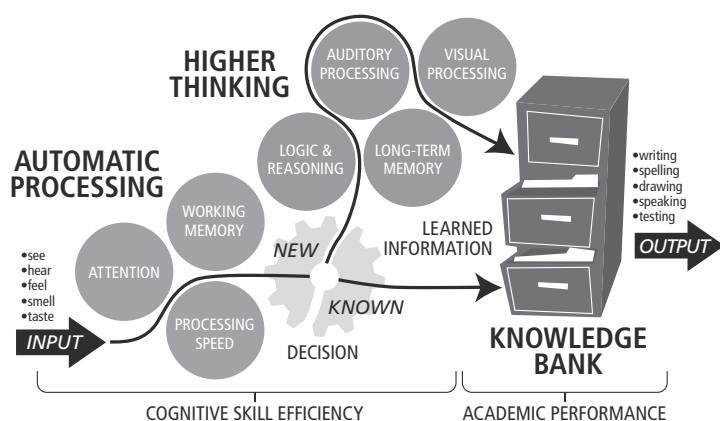 HIGHER
THINKING
AUDITORY
PROCESSING
VISUAL
PROCESSING
LOGIC &
REASONING
LONG-TERM
MEMORY
AUTOMATIC
PROCESSING
WORKING
MEMORY
ATTENTION
PROCESSING
SPEED
•see
•hear
•feel
•smell
•taste
INPUT
NEW
KNOWN
DECISION
LEARNED
INFORMATION
•writing
•spelling
•drawing
•speaking
•testing
OUTPUT
KNOWLEDGE
BANK
COGNITIVE SKILL EFFICIENCY
ACADEMIC PERFORMANCE